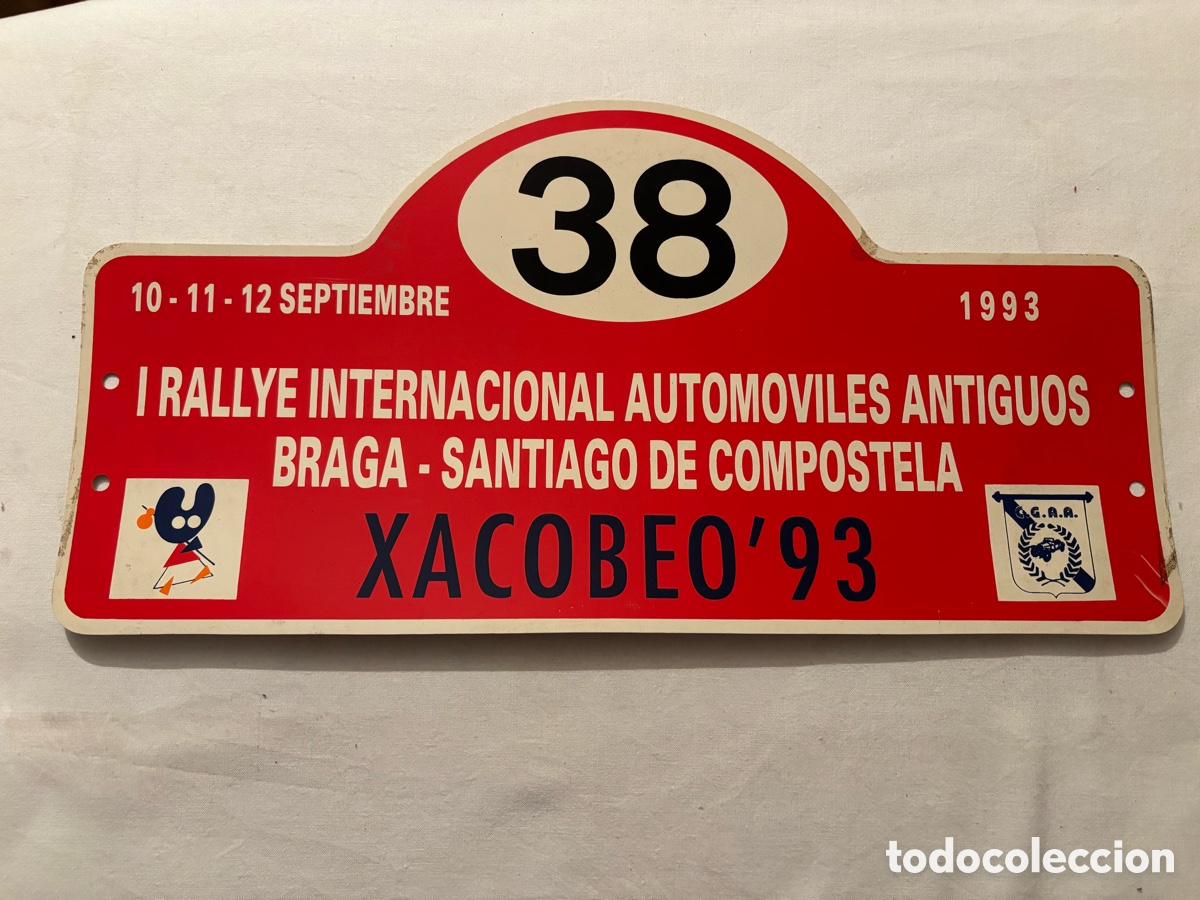 38
10 - 11 - 12 SEPTIEMBRE
1993
I RALLYE INTERNACIONAL AUTOMOVILES ANTIGUOS
BRAGA - SANTIAGO DE COMPOSTELA
XACOBEO'93
C.G.A.A.
todocoleccion